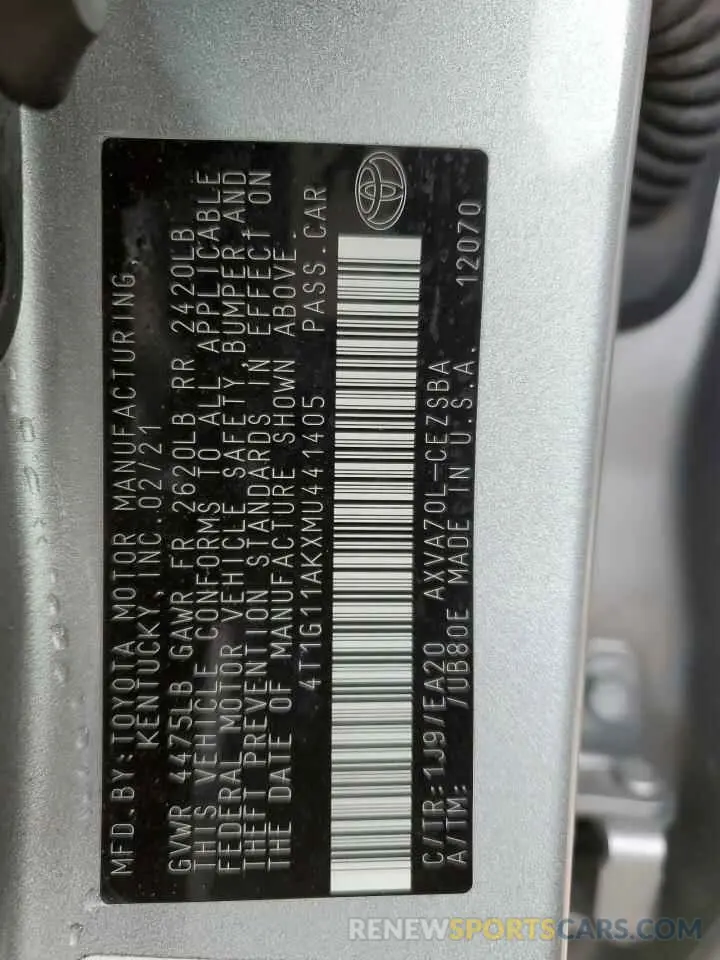 MFD.BY:TOYOTA MOTOR MANUFACTURING,
KENTUCKY,INC.02/21
GVWR 4475LB GAWR FR 2620LB RR 2420LB
THIS VEHICLE CONFORMS TO ALL APPLICABLE
FEDERAL MOTOR VEHICLE SAFETY,BUMPER,AND
THEFT PREVENTION STANDARDS IN EFFECT ON
THE DATE OF MANUFACTURE SHOWN ABOVE.
4T1G11AKXMU441405 PASS.CAR
C/TR:1J9/EA20 AXVA70L-CEZSBA 12070
A/TM: /UB80E MADE IN U.S.A.
RENEWSPORTSCARS.COM